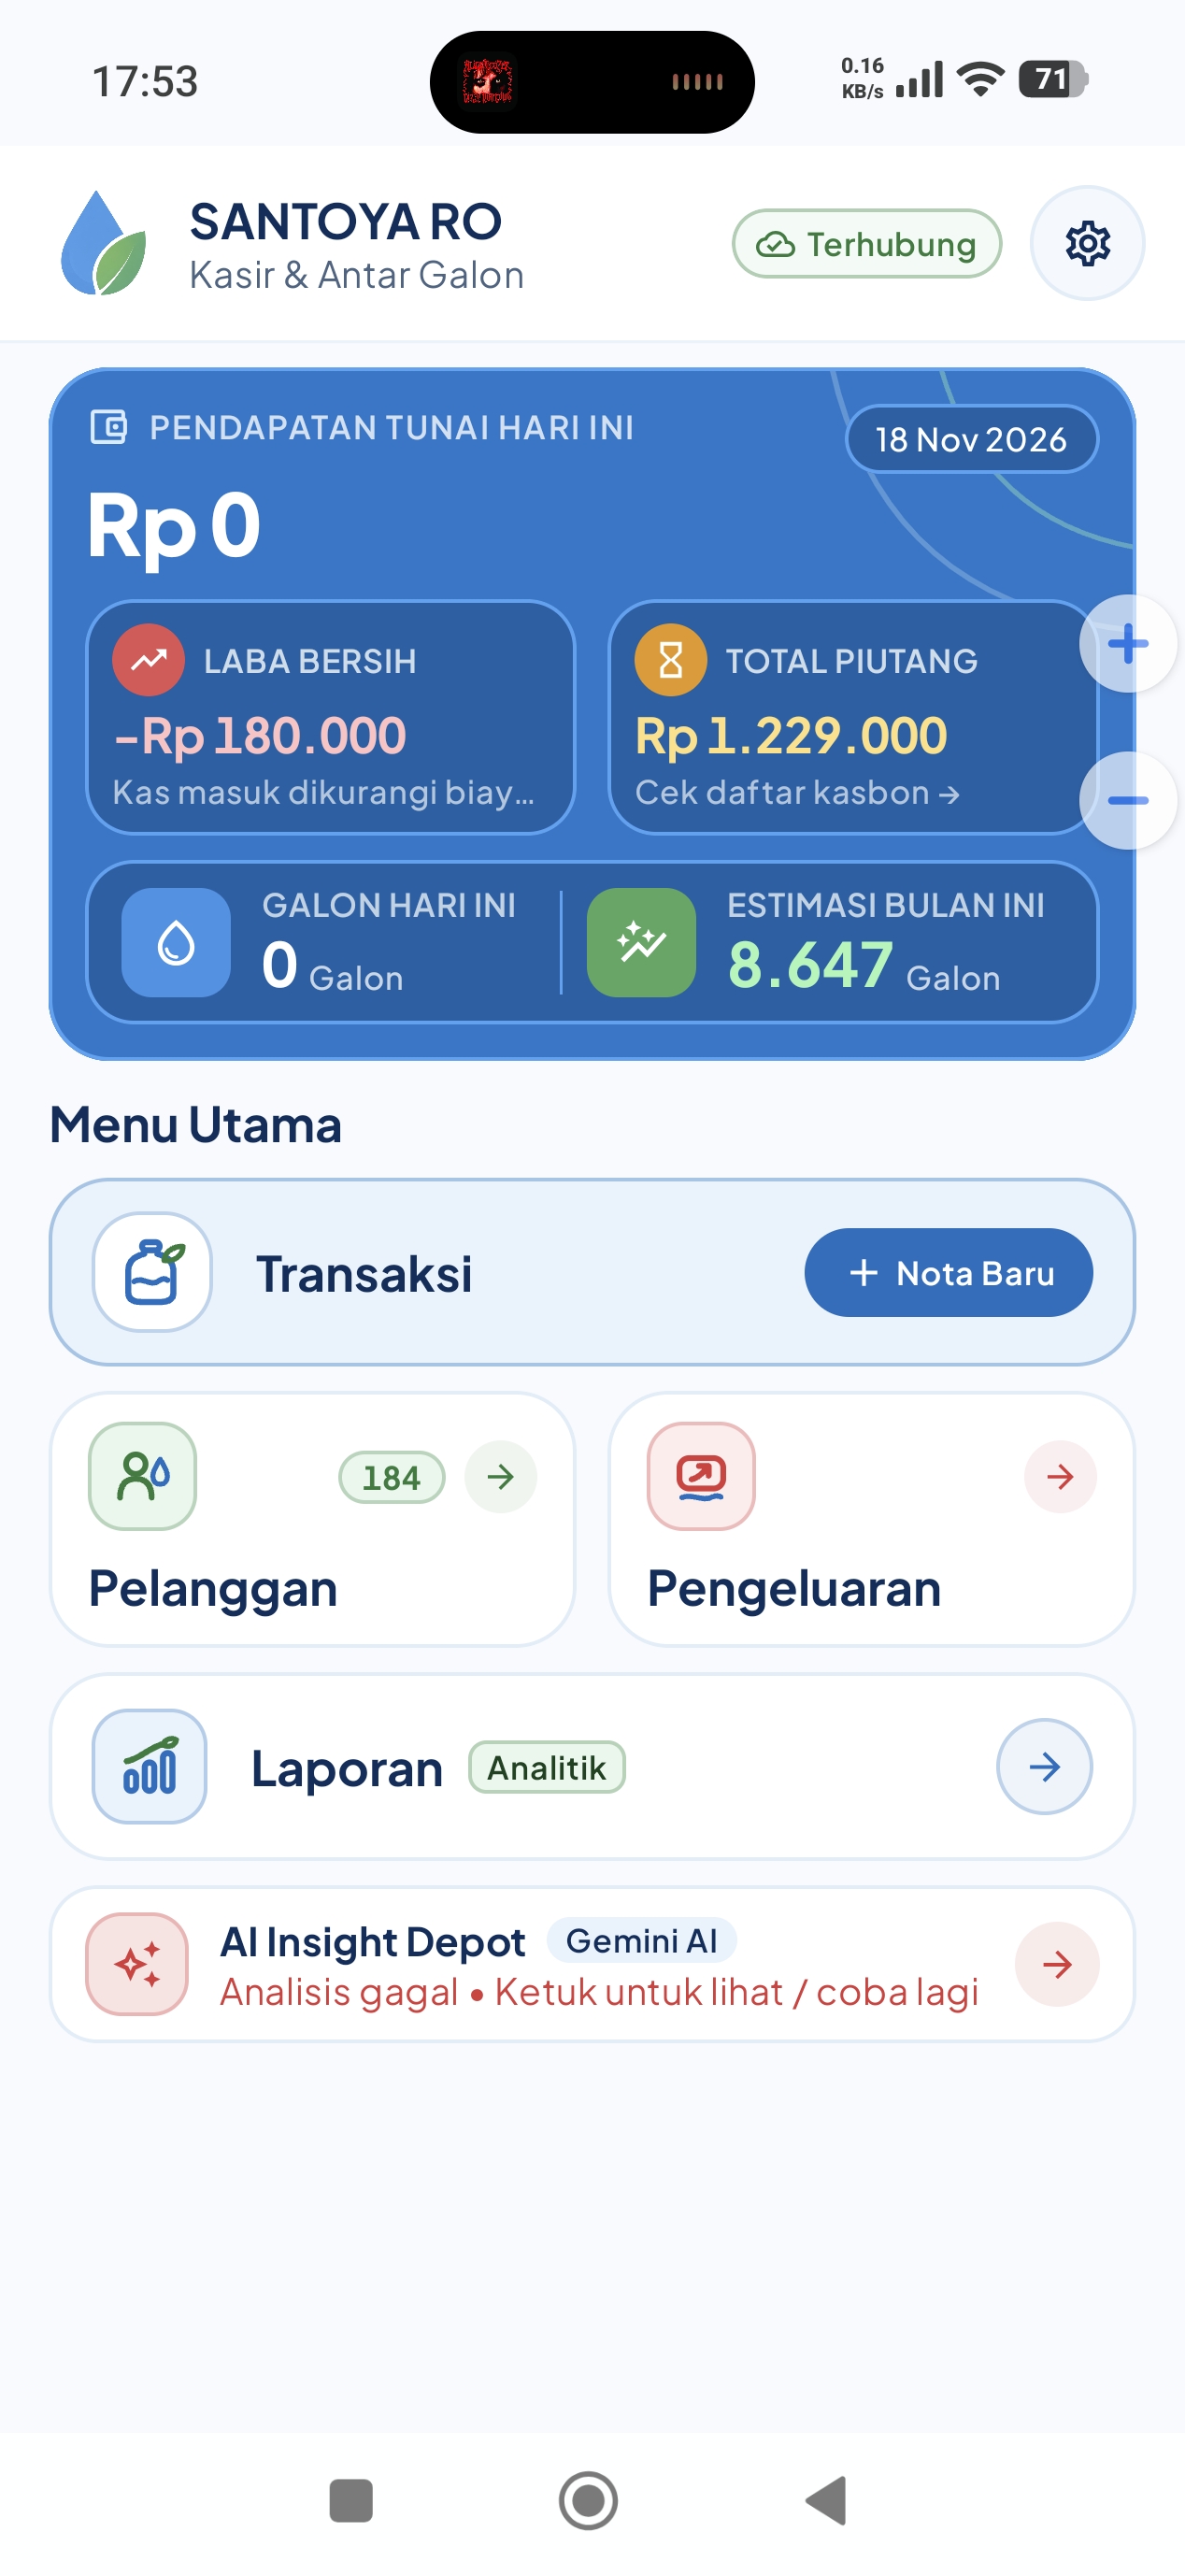 17:53
0.16
KB/s
71
SANTOYA RO
Kasir & Antar Galon
Terhubung
PENDAPATAN TUNAI HARI INI
18 Nov 2026
Rp 0
LABA BERSIH
-Rp 180.000
Kas masuk dikurangi biay...
TOTAL PIUTANG
Rp 1.229.000
Cek daftar kasbon →
GALON HARI INI
0 Galon
ESTIMASI BULAN INI
8.647 Galon
Menu Utama
Transaksi
+ Nota Baru
184
Pelanggan
Pengeluaran
Laporan
Analitik
AI Insight Depot
Gemini AI
Analisis gagal • Ketuk untuk lihat / coba lagi